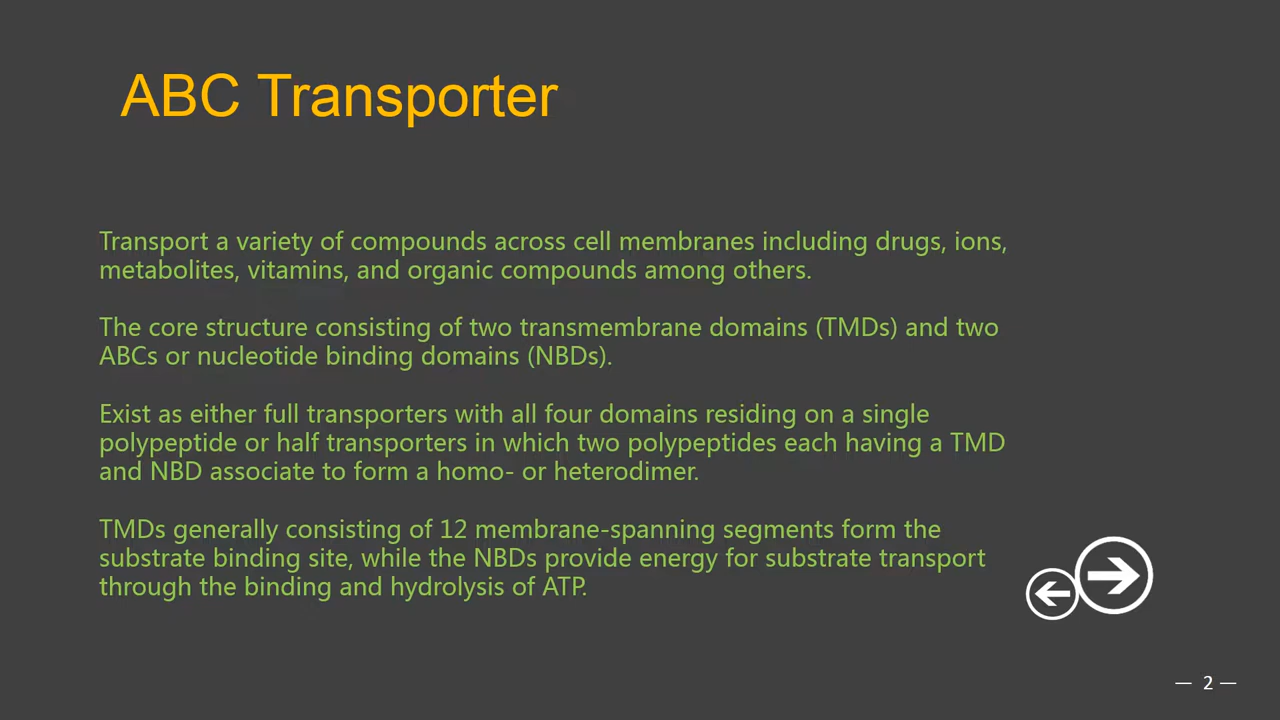 ABC Transporter
Transport a variety of compounds across cell membranes including drugs, ions,
metabolites, vitamins, and organic compounds among others.
The core structure consisting of two transmembrane domains (TMDs) and two
ABCs or nucleotide binding domains (NBDs).
Exist as either full transporters with all four domains residing on a single
polypeptide or half transporters in which two polypeptides each having a TMD
and NBD associate to form a homo- or heterodimer.
TMDs generally consisting of 12 membrane-spanning segments form the
substrate binding site, while the NBDs provide energy for substrate transport
through the binding and hydrolysis of ATP.
— 2 —